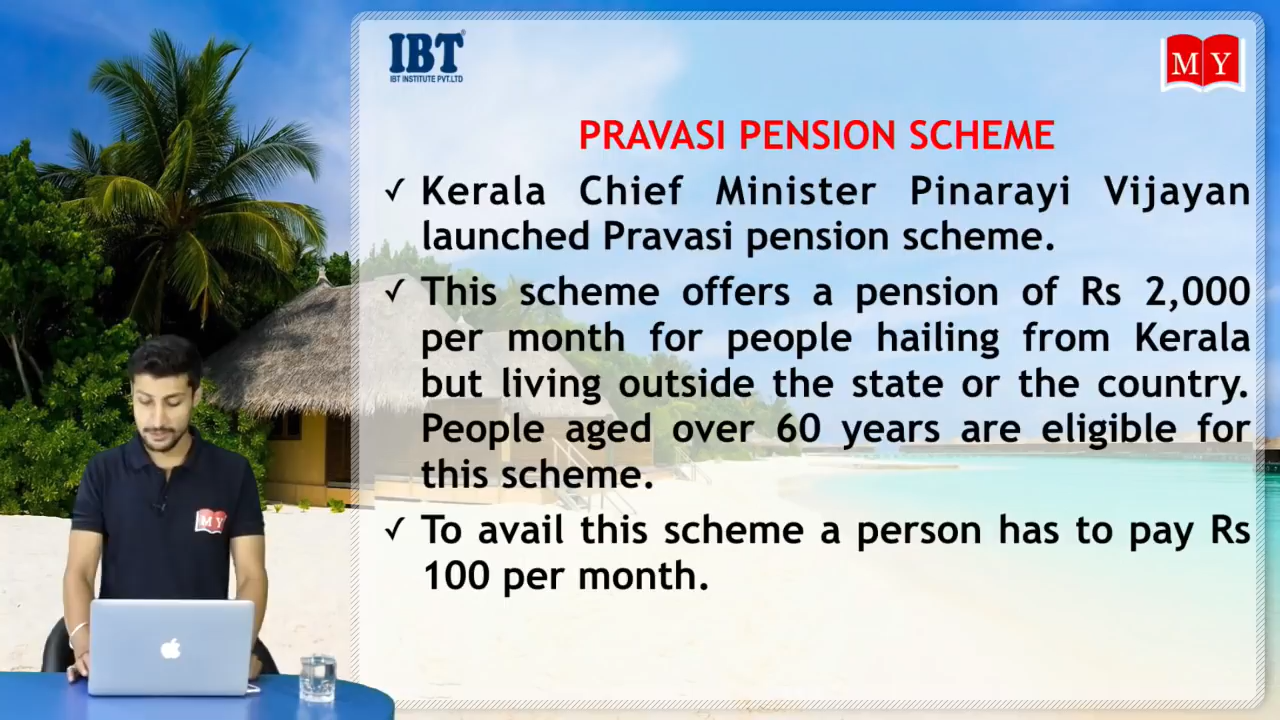 IBT
IBT INSTITUTE PVT.LTD
M Y
PRAVASI PENSION SCHEME
✓ Kerala Chief Minister Pinarayi Vijayan
launched Pravasi pension scheme.
✓ This scheme offers a pension of Rs 2,000
per month for people hailing from Kerala
but living outside the state or the country.
People aged over 60 years are eligible for
this scheme.
✓ To avail this scheme a person has to pay Rs
100 per month.
MY